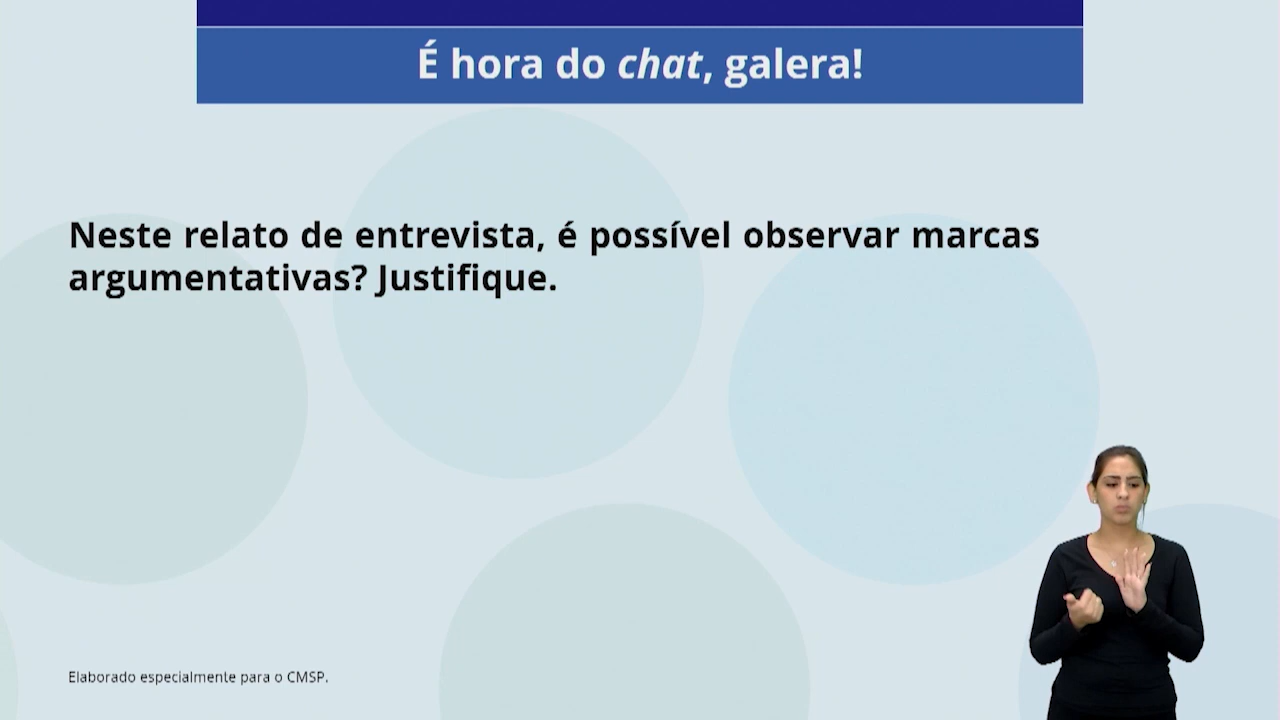 É hora do chat, galera!
Neste relato de entrevista, é possível observar marcas
argumentativas? Justifique.
Elaborado especialmente para o CMSP.